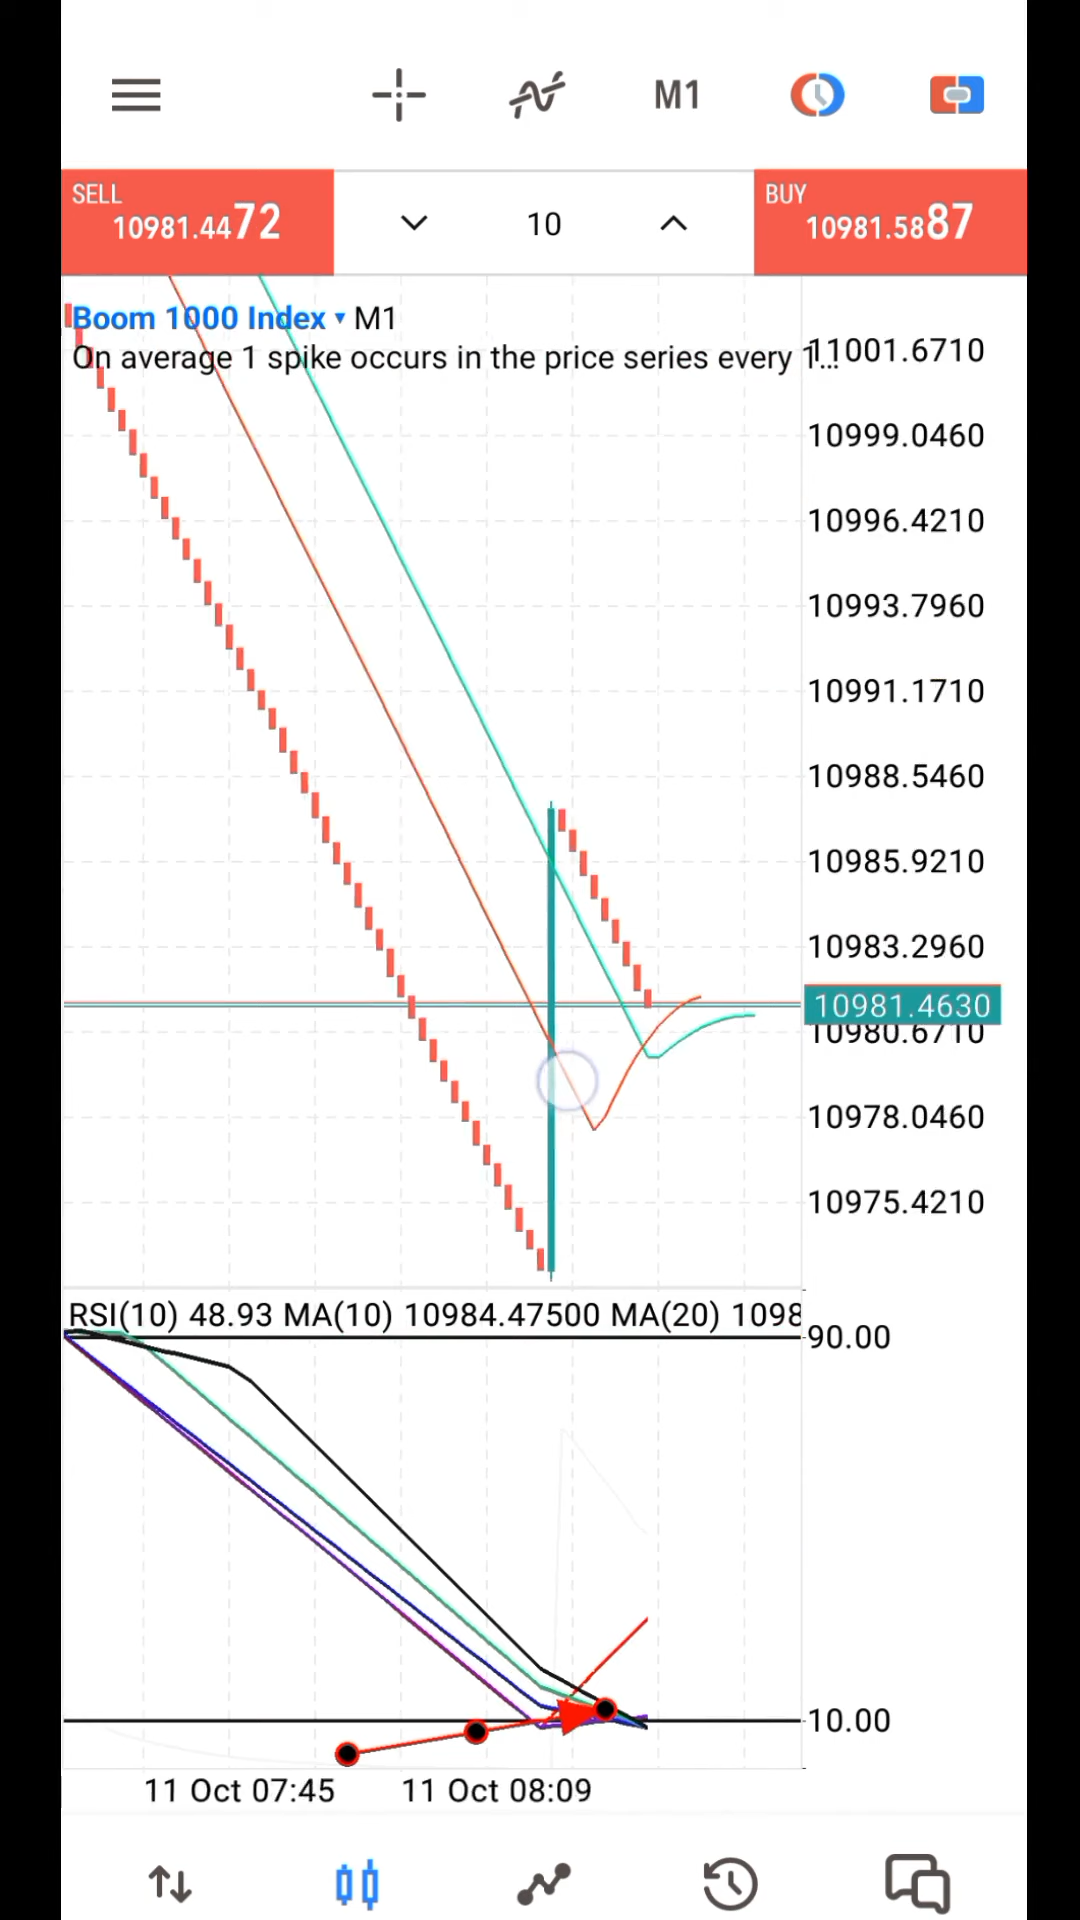 M1
SELL
10981.4472
10
BUY
10981.5887
Boom 1000 Index ▾ M1
On average 1 spike occurs in the price series every 1...
11001.6710
10999.0460
10996.4210
10993.7960
10991.1710
10988.5460
10985.9210
10983.2960
10981.4630
10980.6710
10978.0460
10975.4210
RSI(10) 48.93 MA(10) 10984.47500 MA(20) 1098
90.00
10.00
11 Oct 07:45
11 Oct 08:09